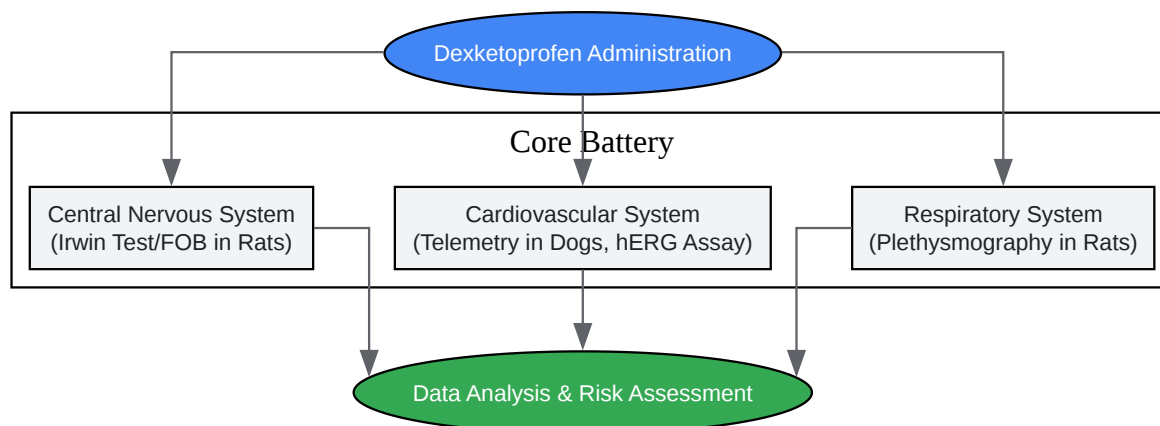 Dexketoprofen Administration
Core Battery
Central Nervous System
(Irwin Test/FOB in Rats)
Cardiovascular System
(Telemetry in Dogs, hERG Assay)
Respiratory System
(Plethysmography in Rats)
Data Analysis & Risk Assessment